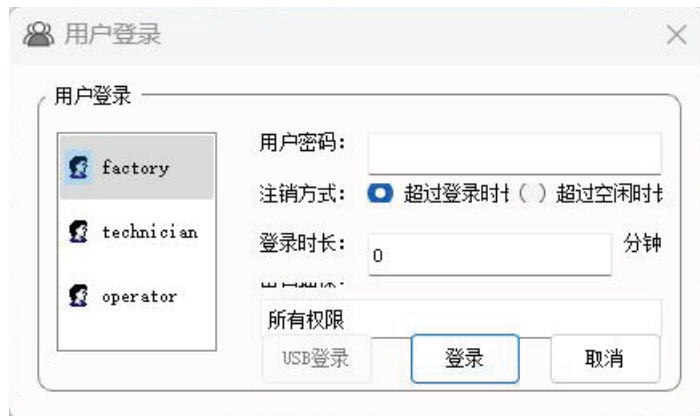 用户登录
用户登录
factory
technician
operator
用户密码:
注销方式: 超过登录时 超过空闲时
登录时长: 0 分钟
所有权限
USB登录 登录 取消